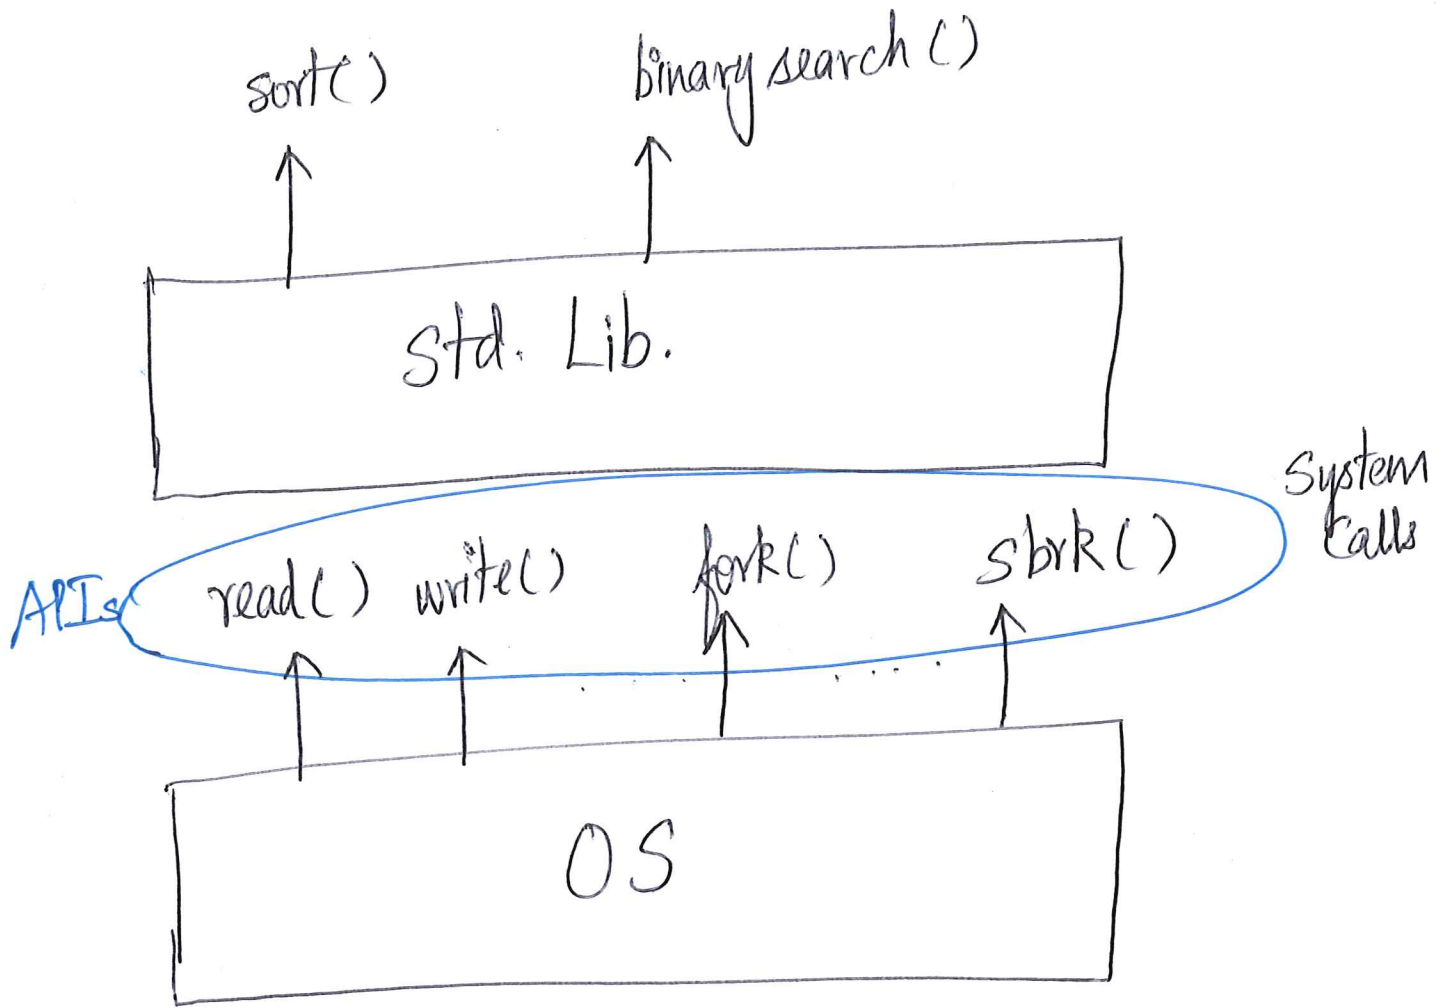 sort() binary search()
Std. Lib.
System
Calls
APIs read() write() fork() sbrk()
OS